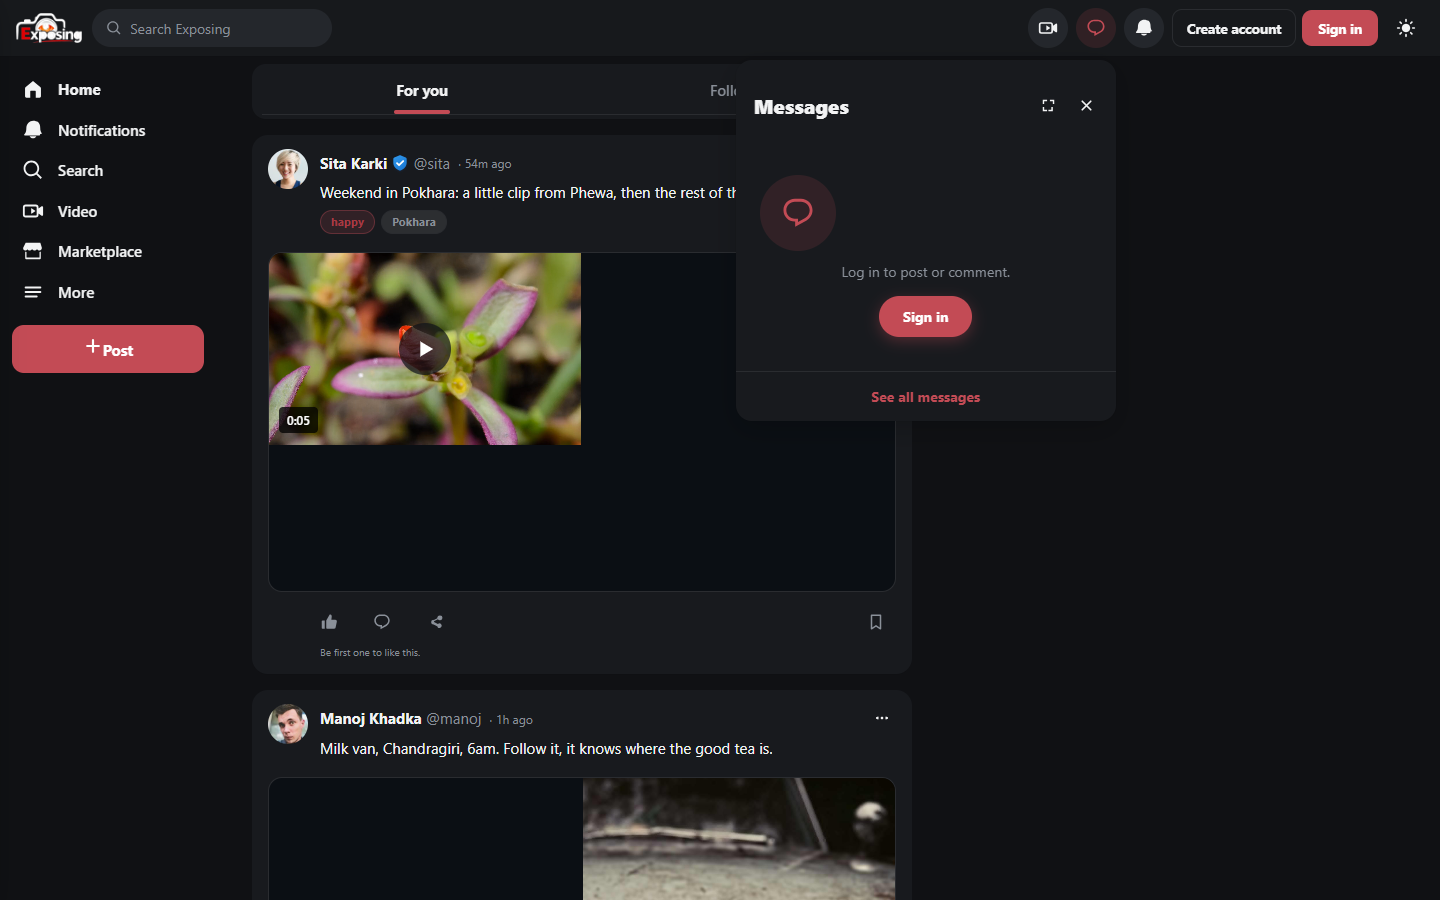 Exposing
Search Exposing
Create account
Sign in
Home
Notifications
Search
Video
Marketplace
More
Post
For you
Follo
Messages
Log in to post or comment.
Sign in
See all messages
Sita Karki @sita · 54m ago
Weekend in Pokhara: a little clip from Phewa, then the rest of th
happy
Pokhara
0:05
Be first one to like this.
Manoj Khadka @manoj · 1h ago
Milk van, Chandragiri, 6am. Follow it, it knows where the good tea is.